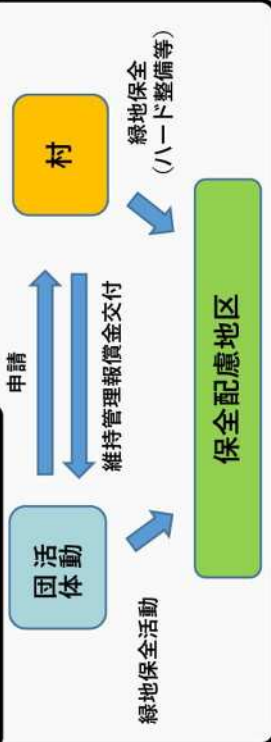 申請
活動
団体
村
維持管理報償金交付
緑地保全活動
緑地保全
(ハード整備等)
保全配慮地区